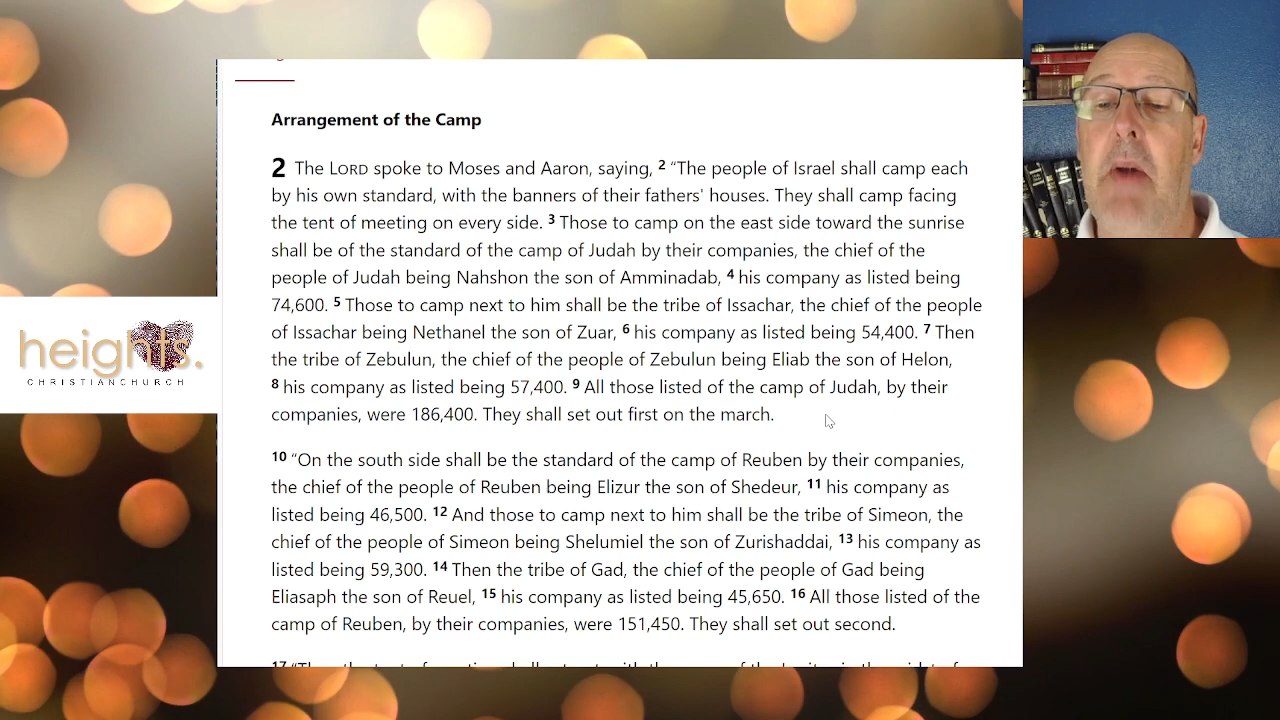 Arrangement of the Camp
2 The LORD spoke to Moses and Aaron, saying, 2 “The people of Israel shall camp each
by his own standard, with the banners of their fathers' houses. They shall camp facing
the tent of meeting on every side. 3 Those to camp on the east side toward the sunrise
shall be of the standard of the camp of Judah by their companies, the chief of the
people of Judah being Nahshon the son of Amminadab, 4 his company as listed being
74,600. 5 Those to camp next to him shall be the tribe of Issachar, the chief of the people
of Issachar being Nethanel the son of Zuar, 6 his company as listed being 54,400. 7 Then
the tribe of Zebulun, the chief of the people of Zebulun being Eliab the son of Helon,
8 his company as listed being 57,400. 9 All those listed of the camp of Judah, by their
companies, were 186,400. They shall set out first on the march.
10 “On the south side shall be the standard of the camp of Reuben by their companies,
the chief of the people of Reuben being Elizur the son of Shedeur, 11 his company as
listed being 46,500. 12 And those to camp next to him shall be the tribe of Simeon, the
chief of the people of Simeon being Shelumiel the son of Zurishaddai, 13 his company as
listed being 59,300. 14 Then the tribe of Gad, the chief of the people of Gad being
Eliasaph the son of Reuel, 15 his company as listed being 45,650. 16 All those listed of the
camp of Reuben, by their companies, were 151,450. They shall set out second.
heights.
CHRISTIANCHURCH